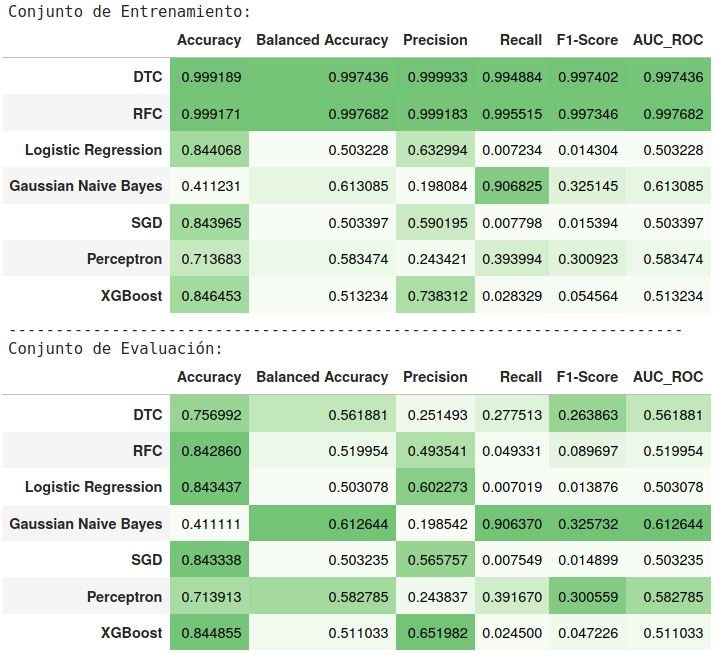 Conjunto de Entrenamiento:
Accuracy Balanced Accuracy Precision Recall F1-Score AUC_ROC
DTC 0.999189 0.997436 0.999933 0.994884 0.997402 0.997436
RFC 0.999171 0.997682 0.999183 0.995515 0.997346 0.997682
Logistic Regression 0.844068 0.503228 0.632994 0.007234 0.014304 0.503228
Gaussian Naive Bayes 0.411231 0.613085 0.198084 0.906825 0.325145 0.613085
SGD 0.843965 0.503397 0.590195 0.007798 0.015394 0.503397
Perceptron 0.713683 0.583474 0.243421 0.393994 0.300923 0.583474
XGBoost 0.846453 0.513234 0.738312 0.028329 0.054564 0.513234
------------------------------------------------------------------------
Conjunto de Evaluación:
Accuracy Balanced Accuracy Precision Recall F1-Score AUC_ROC
DTC 0.756992 0.561881 0.251493 0.277513 0.263863 0.561881
RFC 0.842860 0.519954 0.493541 0.049331 0.089697 0.519954
Logistic Regression 0.843437 0.503078 0.602273 0.007019 0.013876 0.503078
Gaussian Naive Bayes 0.411111 0.612644 0.198542 0.906370 0.325732 0.612644
SGD 0.843338 0.503235 0.565757 0.007549 0.014899 0.503235
Perceptron 0.713913 0.582785 0.243837 0.391670 0.300559 0.582785
XGBoost 0.844855 0.511033 0.651982 0.024500 0.047226 0.511033